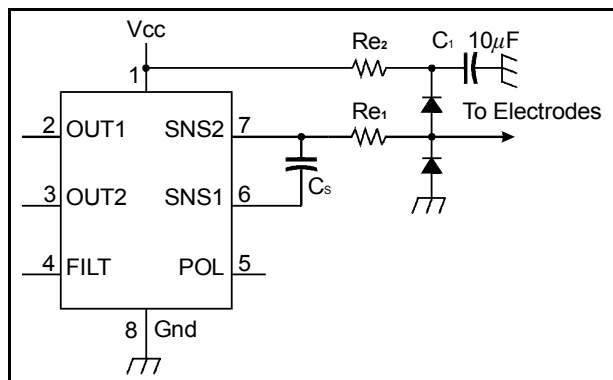 Vcc
Re2
C1 10µF
1
2 OUT1 SNS2 7
Re1
To Electrodes
Cs
3 OUT2 SNS1 6
4 FILT POL 5
8 Gnd